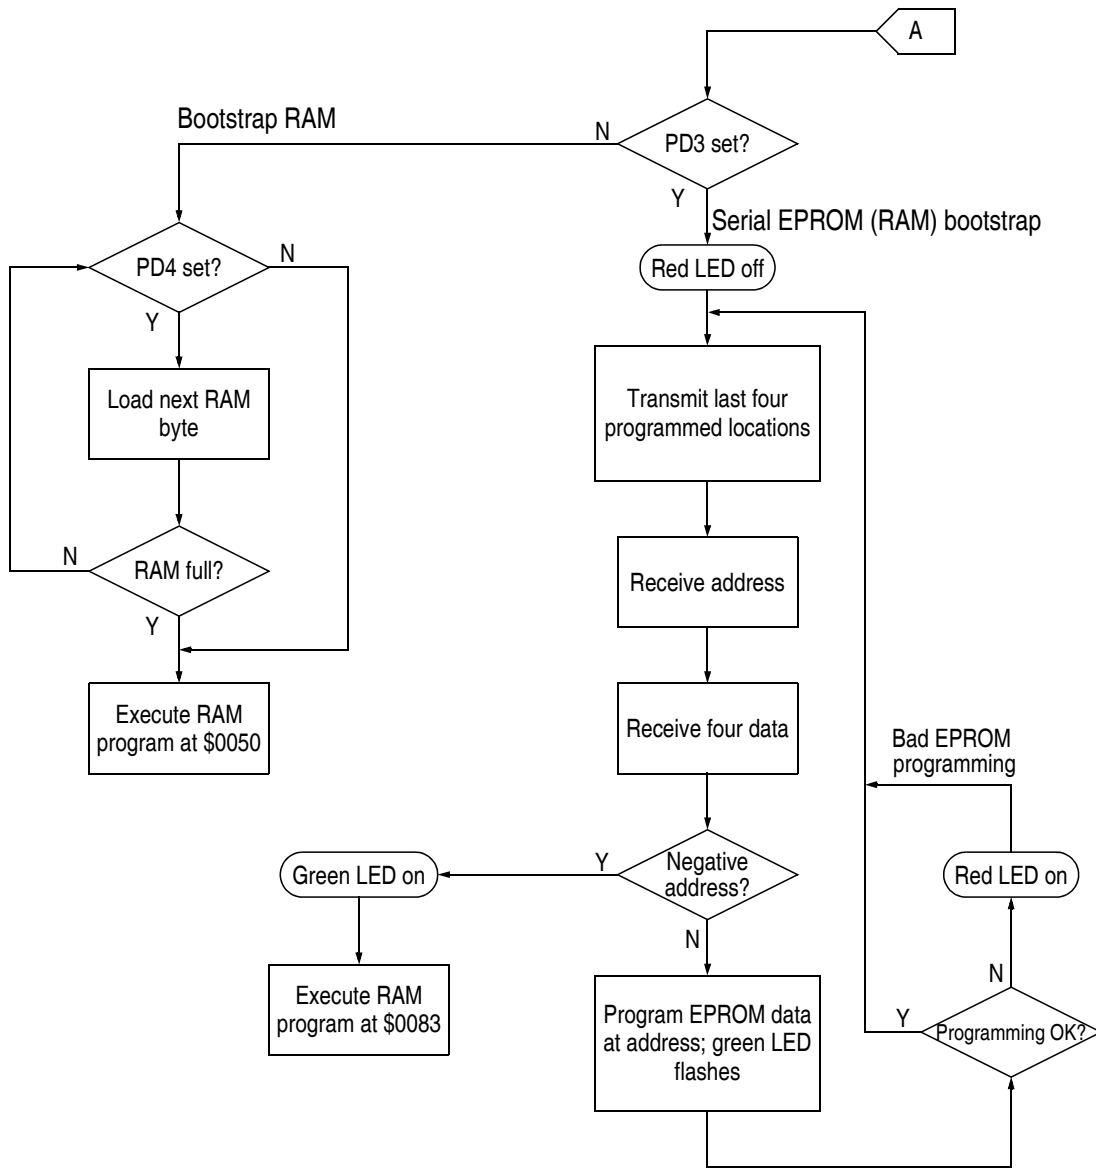 A
PD3 set?
N
Y
Bootstrap RAM
Serial EPROM (RAM) bootstrap
PD4 set?
N
Y
Load next RAM
byte
RAM full?
N
Y
Execute RAM
program at $0050
Red LED off
Transmit last four
programmed locations
Receive address
Receive four data
Negative
address?
Y
N
Green LED on
Execute RAM
program at $0083
Program EPROM data
at address; green LED
flashes
Programming OK?
Y
N
Red LED on
Bad EPROM
programming